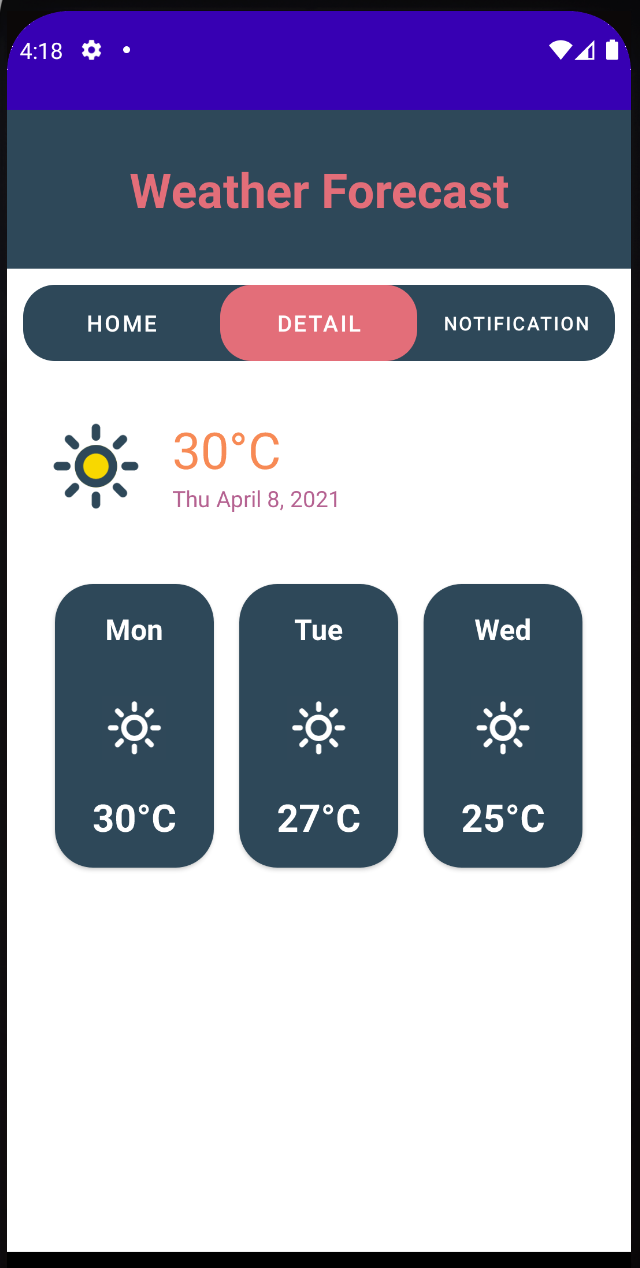 4:18
Weather Forecast
HOME DETAIL NOTIFICATION
30°C
Thu April 8, 2021
Mon Tue Wed
30°C 27°C 25°C